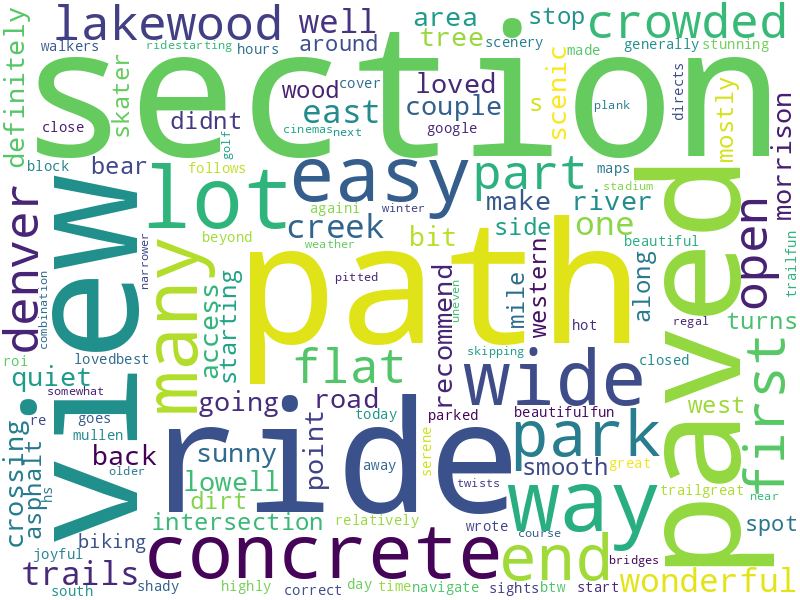 lakewood
well
area
stop
crowded
walkers
ridestarting
hours
around
tree
scenery
made
generally
stunning
definitely
skater
section
close
didnt
wood
cover
loved
east
couple
google
s
scenic
plank
directs
mostly
morrison
cinemas
next
golf
block
bear
follows
lot
easy
part
maps
stadium
paved
denver
view
many
againi
winter
creek
make
river
side
one
beyond
weather
bit
beautiful
open
trailfun
narrower
combination
access
starting
path
pitted
recommend
uneven
mile
western
along
hot
regal
turns
roi
lovedbest
quiet
flat
skipping
wide
closed
west
first
somewhat
going
road
re
goes
mullen
today
parked
beautifulfun
park
crossing
asphalt
back
sunny
point
ride
away
serene
smooth
great
spot
hs
older
lowell
dirt
twists
way
trailgreat
near
intersection
relatively
wrote
course
joyful
biking
concrete
end
bridges
trails
wonderful
south
shady
highly
correct
day
time
navigate
sights
btw
start